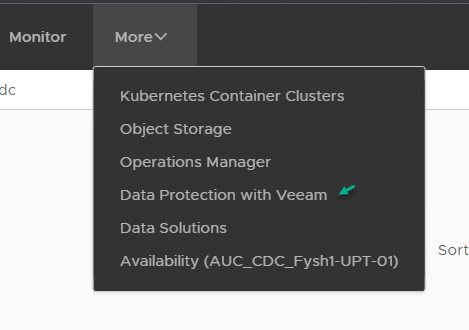 Monitor
More
dc
Kubernetes Container Clusters
Object Storage
Operations Manager
Data Protection with Veeam
Data Solutions
Sort
Availability (AUC_CDC_Fysh1-UPT-01)